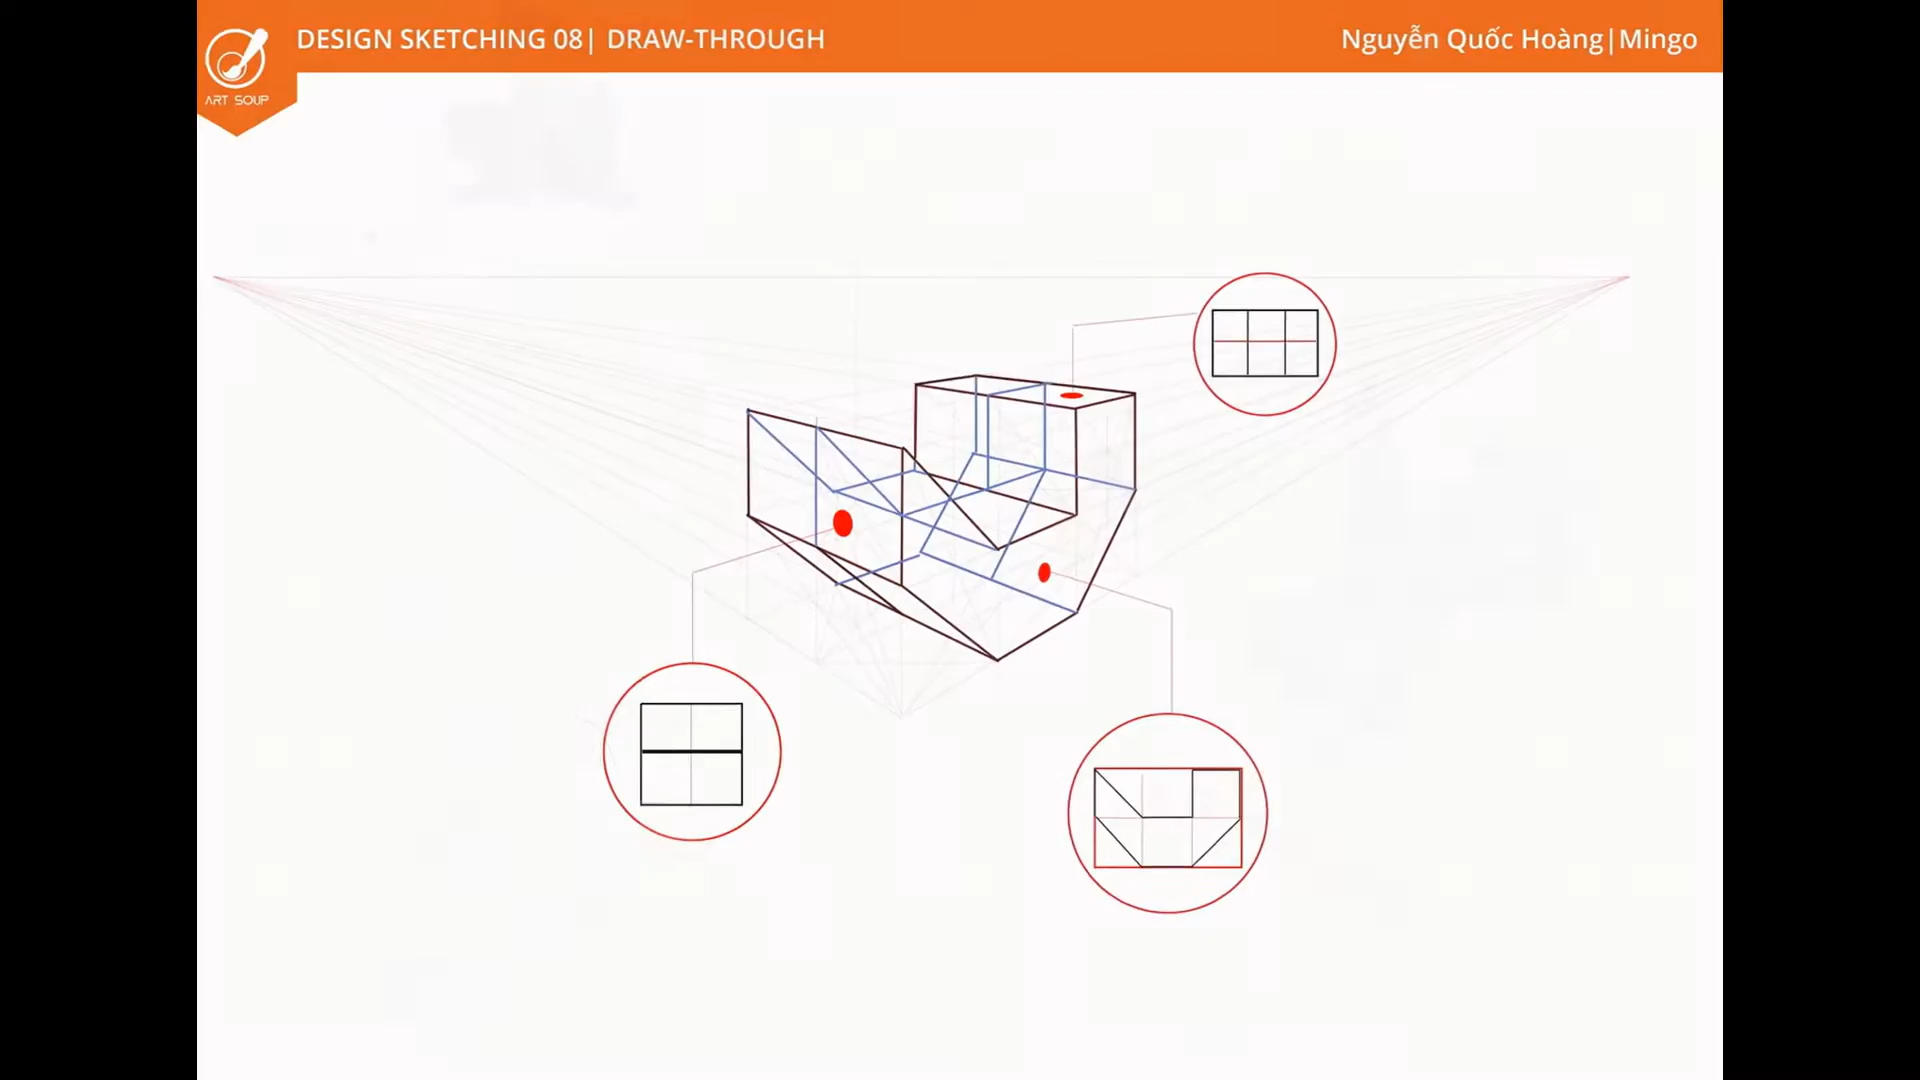 DESIGN SKETCHING 08| DRAW-THROUGH
Nguyễn Quốc Hoàng|Mingo
ART SOUP